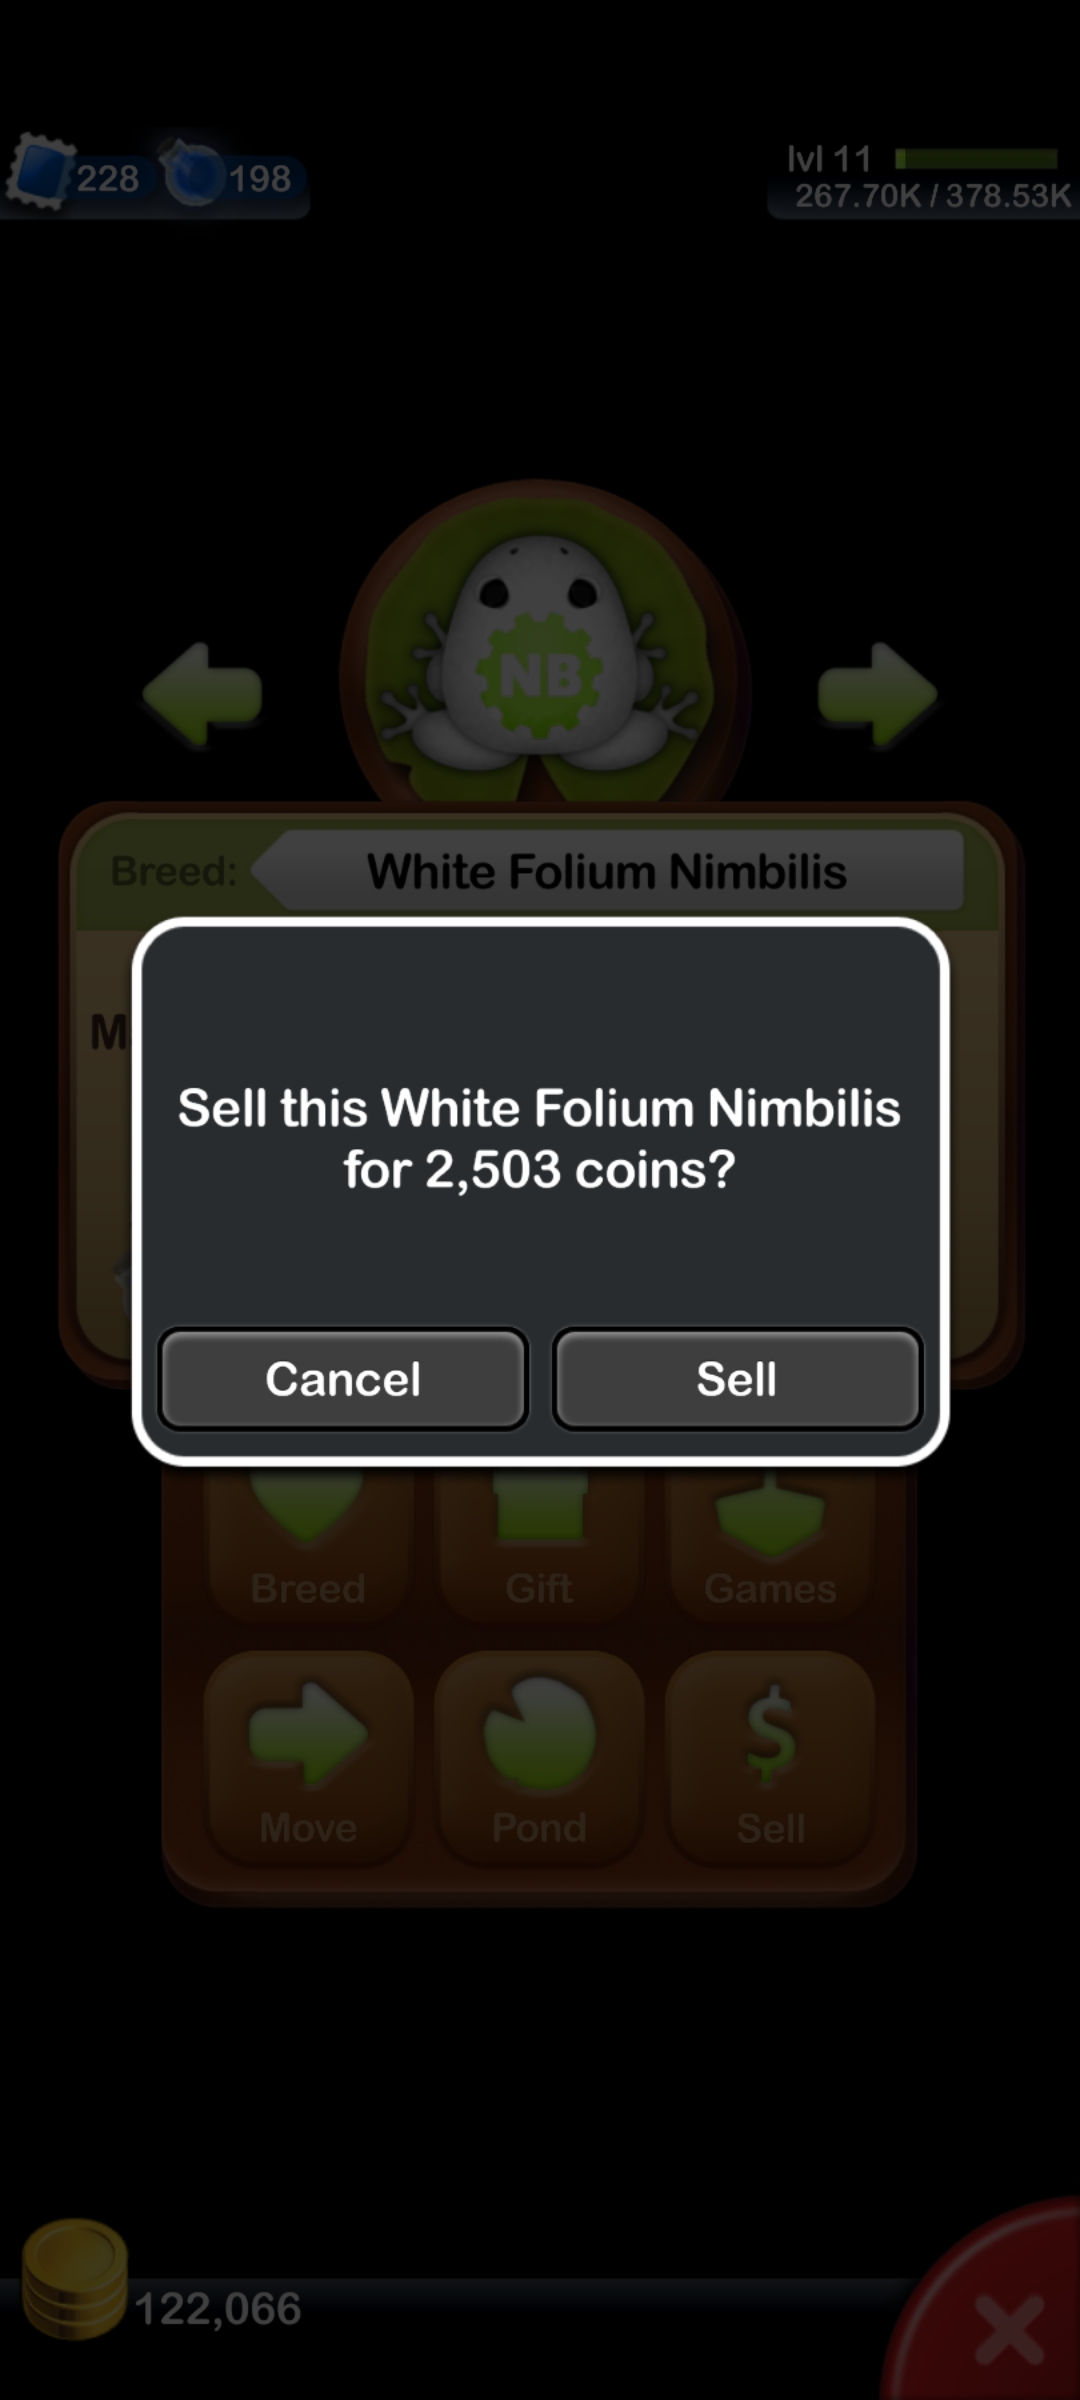 228
198
lvl 11
267.70K / 378.53K
NB
Breed:
White Folium Nimbilis
M
Sell this White Folium Nimbilis
for 2,503 coins?
Cancel
Sell
Breed
Gift
Games
Move
Pond
$
Sell
122,066